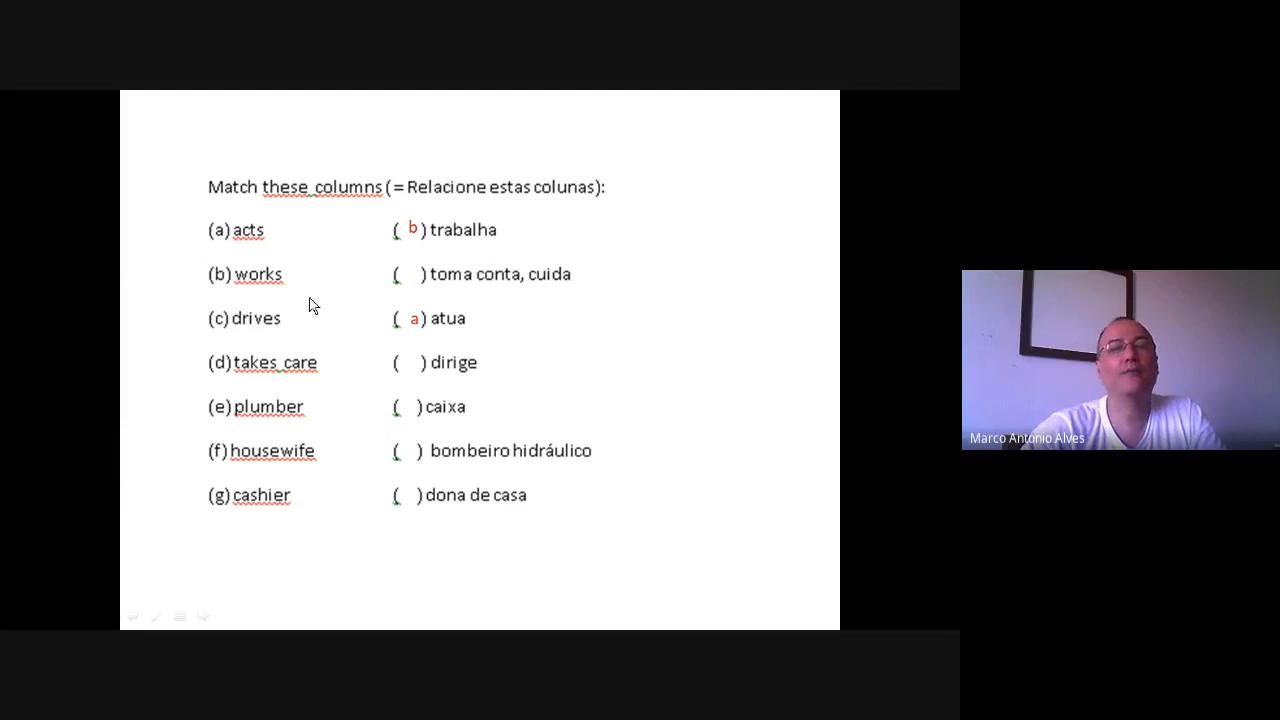 Match these columns (= Relacione estas colunas):
(a) acts ( b ) trabalha
(b) works ( ) toma conta, cuida
(c) drives ( a ) atua
(d) takes care ( ) dirige
(e) plumber ( ) caixa
(f) housewife ( ) bombeiro hidráulico
(g) cashier ( ) dona de casa
Marco Antonio Alves